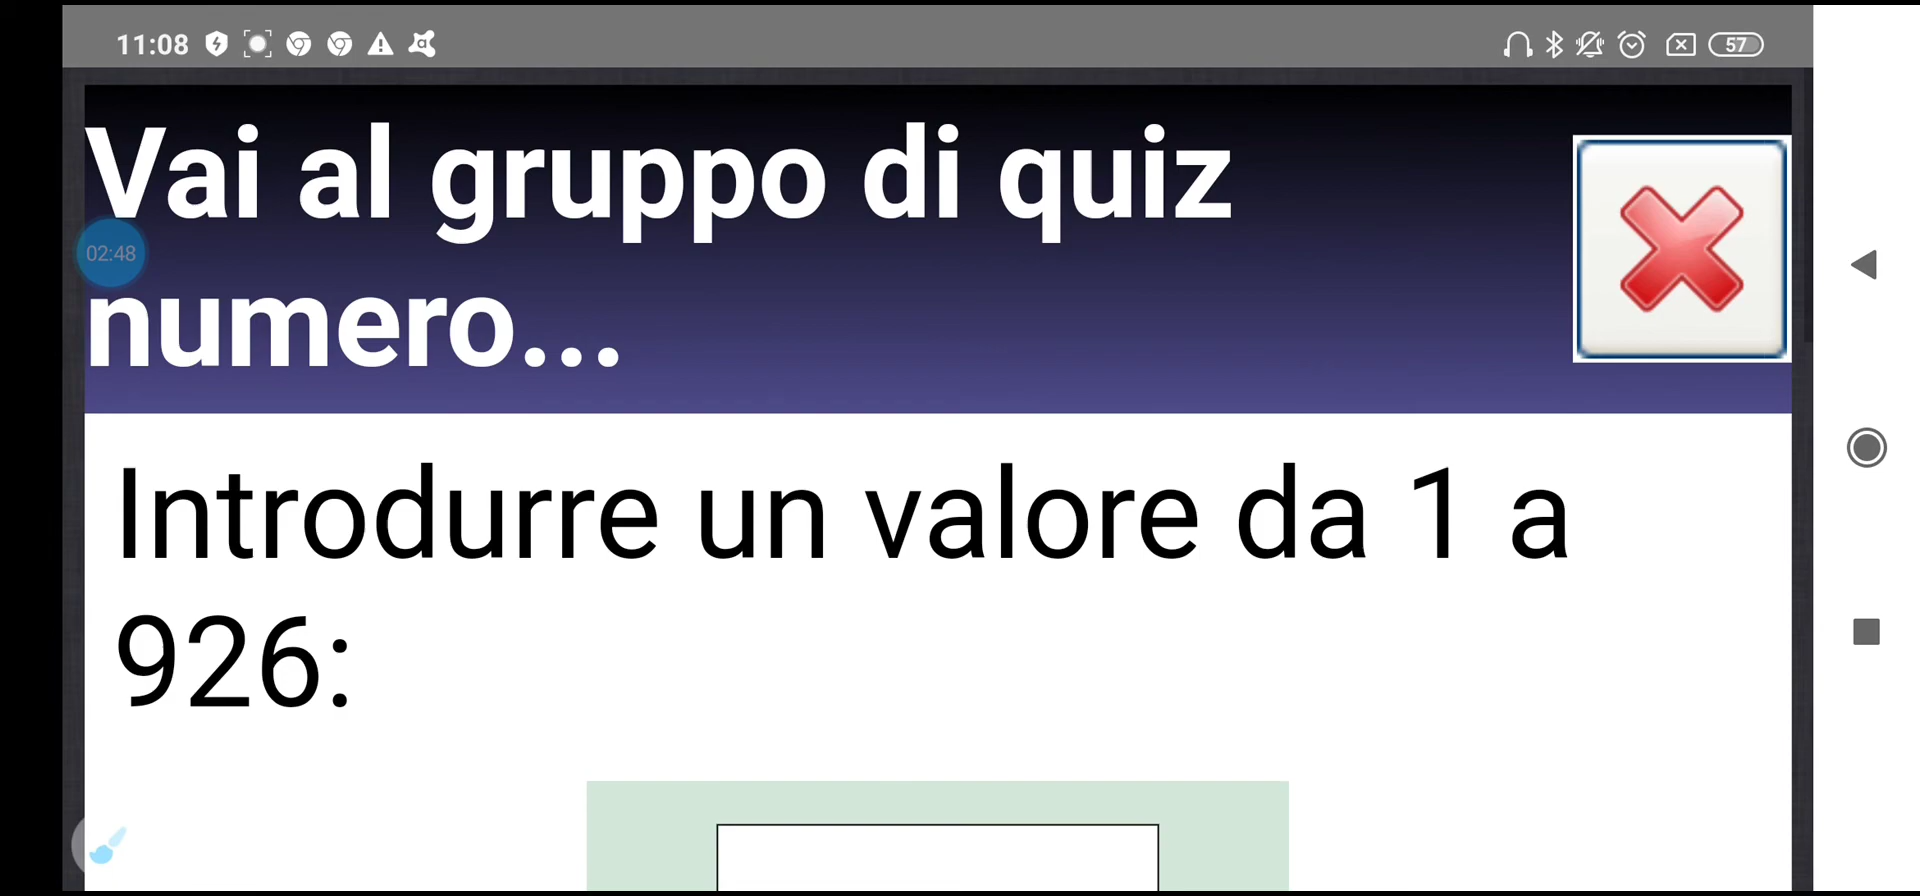 11:08
57
Vai al gruppo di quiz
02:48
numero...
Introdurre un valore da 1 a
926: